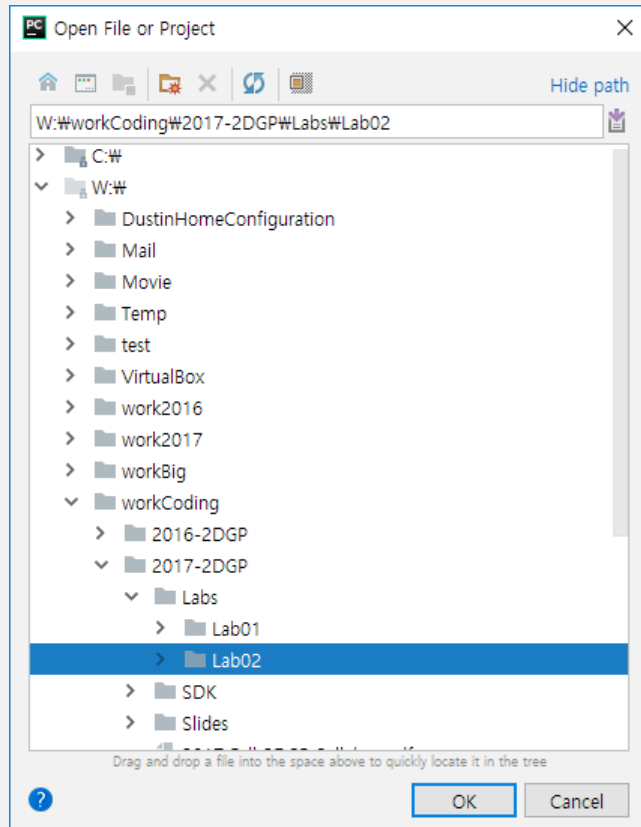 PC Open File or Project
Hide path
W:₩workCoding₩2017-2DGP₩Labs₩Lab02
C:₩
W:₩
DustinHomeConfiguration
Mail
Movie
Temp
test
VirtualBox
work2016
work2017
workBig
workCoding
2016-2DGP
2017-2DGP
Labs
Lab01
Lab02
SDK
Slides
Drag and drop a file into the space above to quickly locate it in the tree
?
OK
Cancel